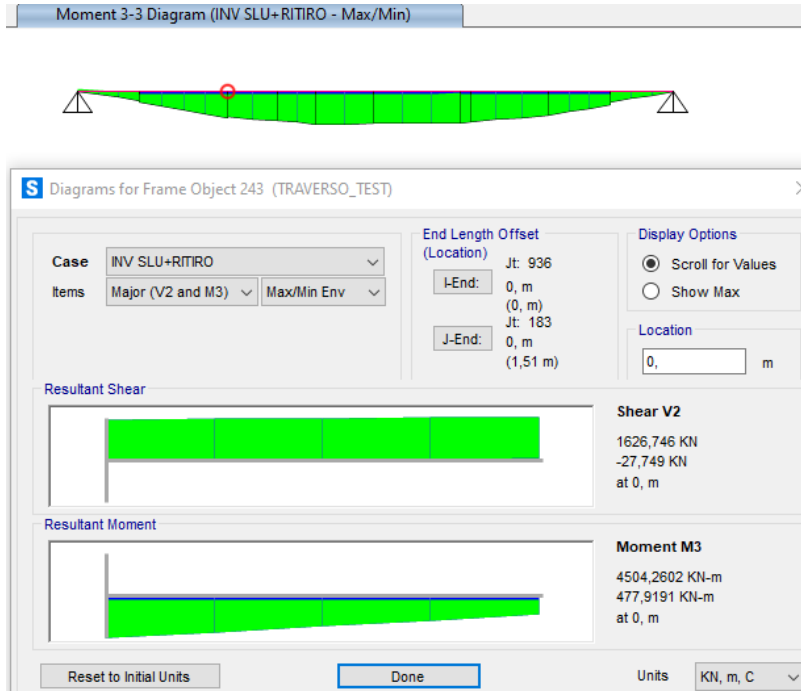 Moment 3-3 Diagram (INV SLU+RITIRO - Max/Min)
S Diagrams for Frame Object 243 (TRAVERSO_TEST)
Case INV SLU+RITIRO
Items Major (V2 and M3) Max/Min Env
End Length Offset
(Location)
I-End:
Jt: 936
0, m
(0, m)
J-End:
Jt: 183
0, m
(1,51 m)
Display Options
Scroll for Values
Show Max
Location
0, m
Resultant Shear
Shear V2
1626,746 KN
-27,749 KN
at 0, m
Resultant Moment
Moment M3
4504,2602 KN-m
477,9191 KN-m
at 0, m
Reset to Initial Units Done Units KN, m, C